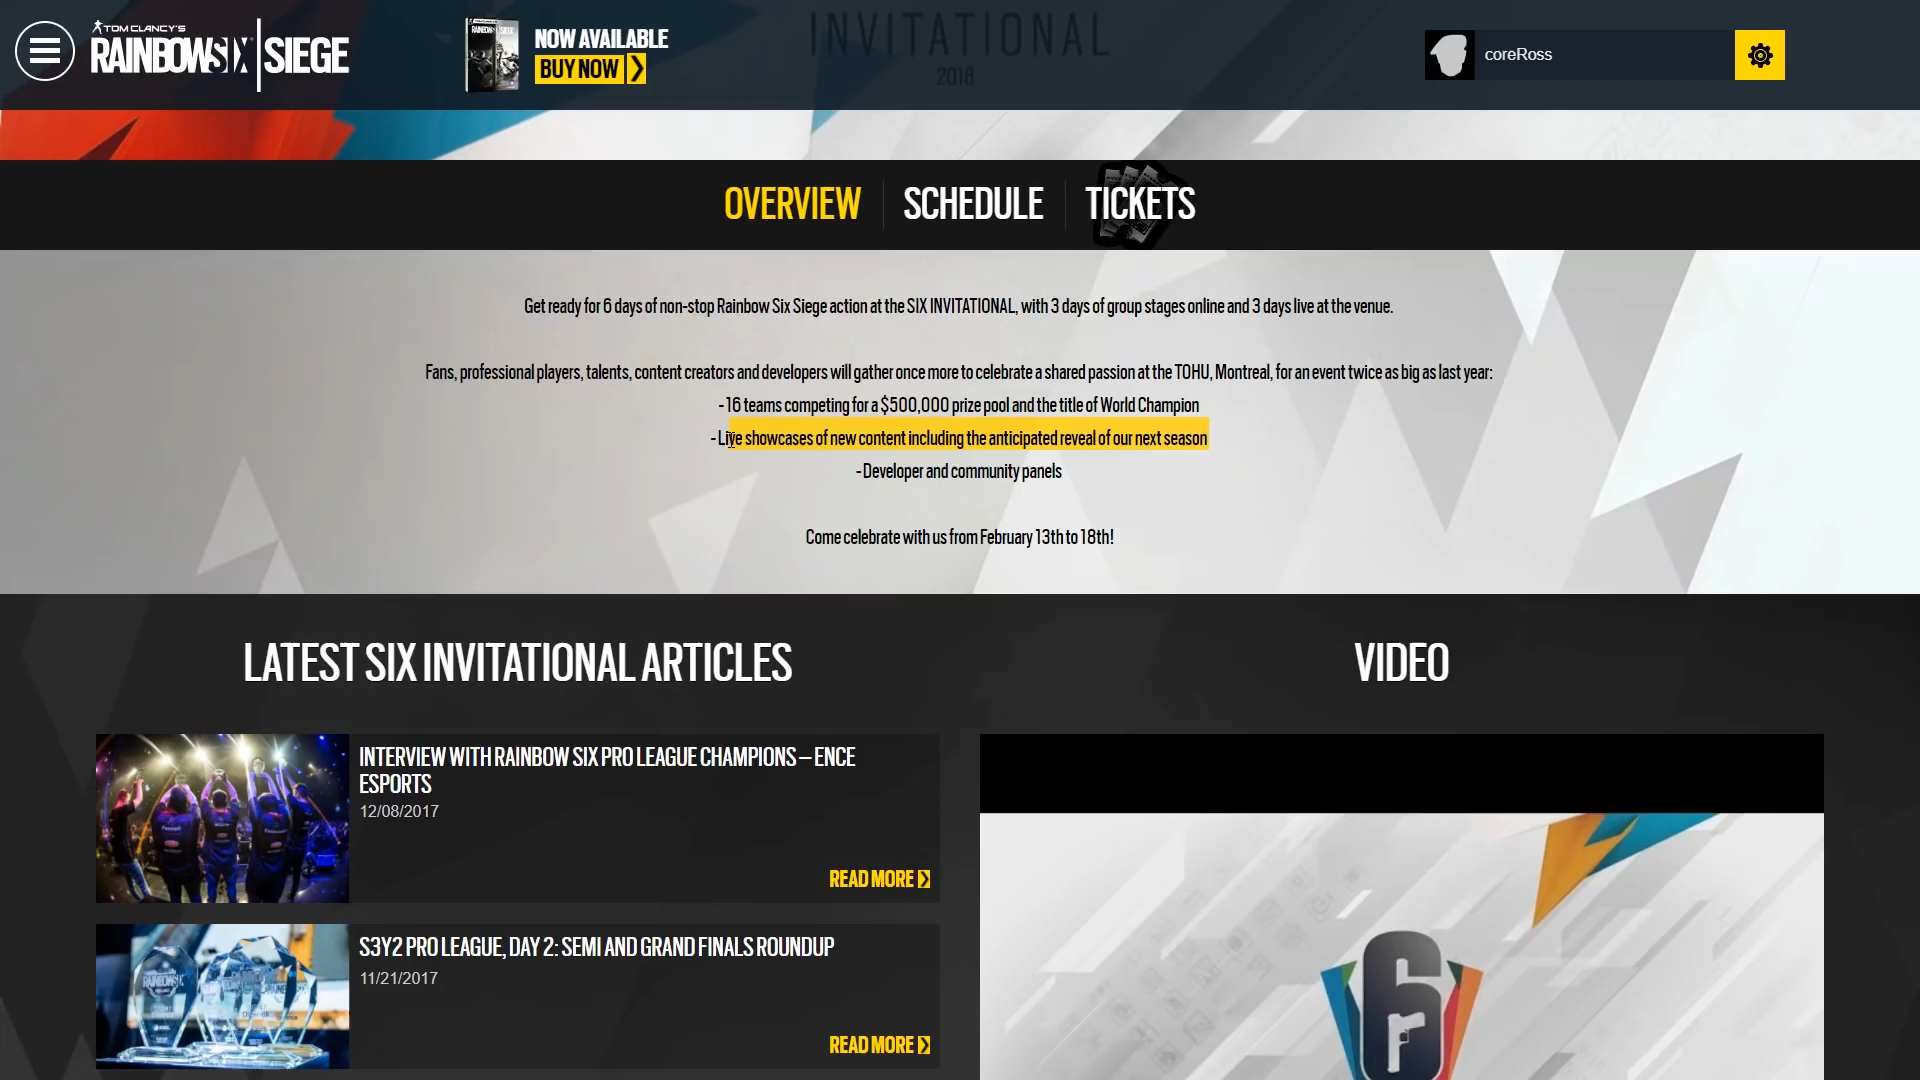 TOM CLANCY'S
RAINBOWSIX | SIEGE
RAINBOWSIX SIEGE
NOW AVAILABLE
BUY NOW
INVITATIONAL
2018
coreRoss
OVERVIEW
SCHEDULE
TICKETS
Get ready for 6 days of non-stop Rainbow Six Siege action at the SIX INVITATIONAL, with 3 days of group stages online and 3 days live at the venue.
Fans, professional players, talents, content creators and developers will gather once more to celebrate a shared passion at the TOHU, Montreal, for an event twice as big as last year:
- 16 teams competing for a $500,000 prize pool and the title of World Champion
- Live showcases of new content including the anticipated reveal of our next season
- Developer and community panels
Come celebrate with us from February 13th to 18th!
LATEST SIX INVITATIONAL ARTICLES
INTERVIEW WITH RAINBOW SIX PRO LEAGUE CHAMPIONS – ENCE
ESPORTS
12/08/2017
READ MORE
S3Y2 PRO LEAGUE, DAY 2: SEMI AND GRAND FINALS ROUNDUP
11/21/2017
READ MORE
VIDEO
6